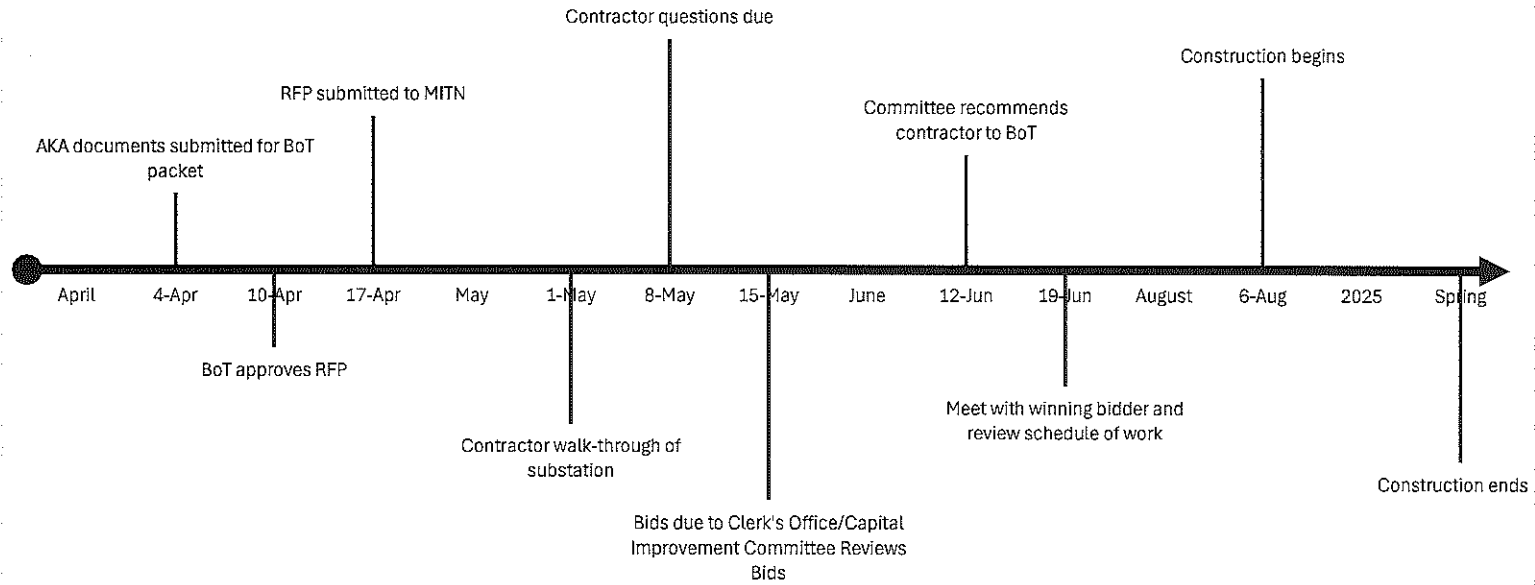 Contractor questions due
Construction begins
RFP submitted to MITN
Committee recommends
contractor to BoT
AKA documents submitted for BoT
packet
April
4-Apr
10-Apr
17-Apr
May
1-May
8-May
15-May
June
12-Jun
19-Jun
August
6-Aug
2025
Spring
BoT approves RFP
Meet with winning bidder and
review schedule of work
Contractor walk-through of
substation
Construction ends
Bids due to Clerk's Office/Capital
Improvement Committee Reviews
Bids